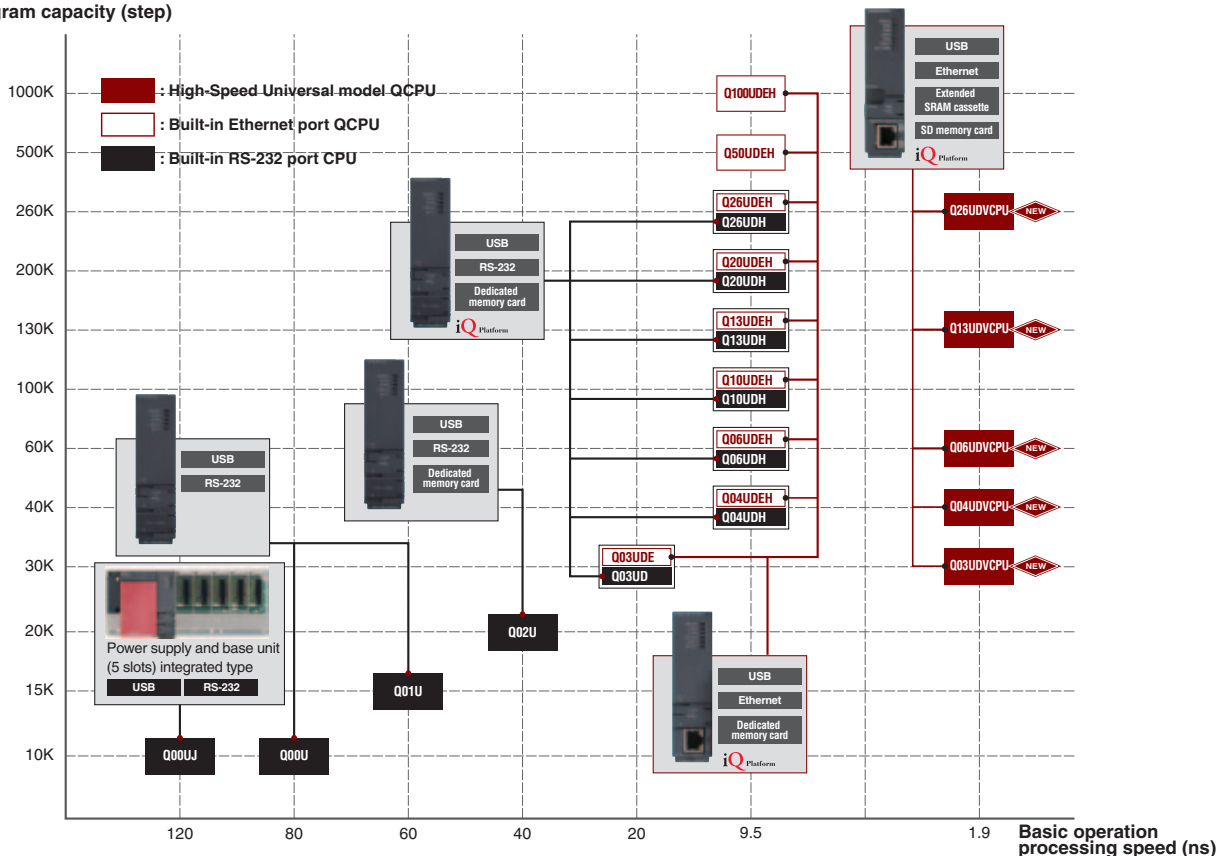 gram capacity (step)
1000K
500K
260K
200K
130K
100K
60K
40K
30K
20K
15K
10K
: High-Speed Universal model QCPU
: Built-in Ethernet port QCPU
: Built-in RS-232 port CPU
USB
RS-232
Dedicated
memory card
iQ Platform
USB
RS-232
Dedicated
memory card
USB
RS-232
Power supply and base unit
(5 slots) integrated type
USB
RS-232
Q00UJ
Q00U
Q01U
Q02U
Q100UDEH
Q50UDEH
Q26UDEH
Q26UDH
Q20UDEH
Q20UDH
Q13UDEH
Q13UDH
Q10UDEH
Q10UDH
Q06UDEH
Q06UDH
Q04UDEH
Q04UDH
Q03UDE
Q03UD
USB
Ethernet
Dedicated
memory card
iQ Platform
USB
Ethernet
Extended
SRAM cassette
SD memory card
iQ Platform
Q26UDVCPU NEW
Q13UDVCPU NEW
Q06UDVCPU NEW
Q04UDVCPU NEW
Q03UDVCPU NEW
120
80
60
40
20
9.5
1.9
Basic operation
processing speed (ns)